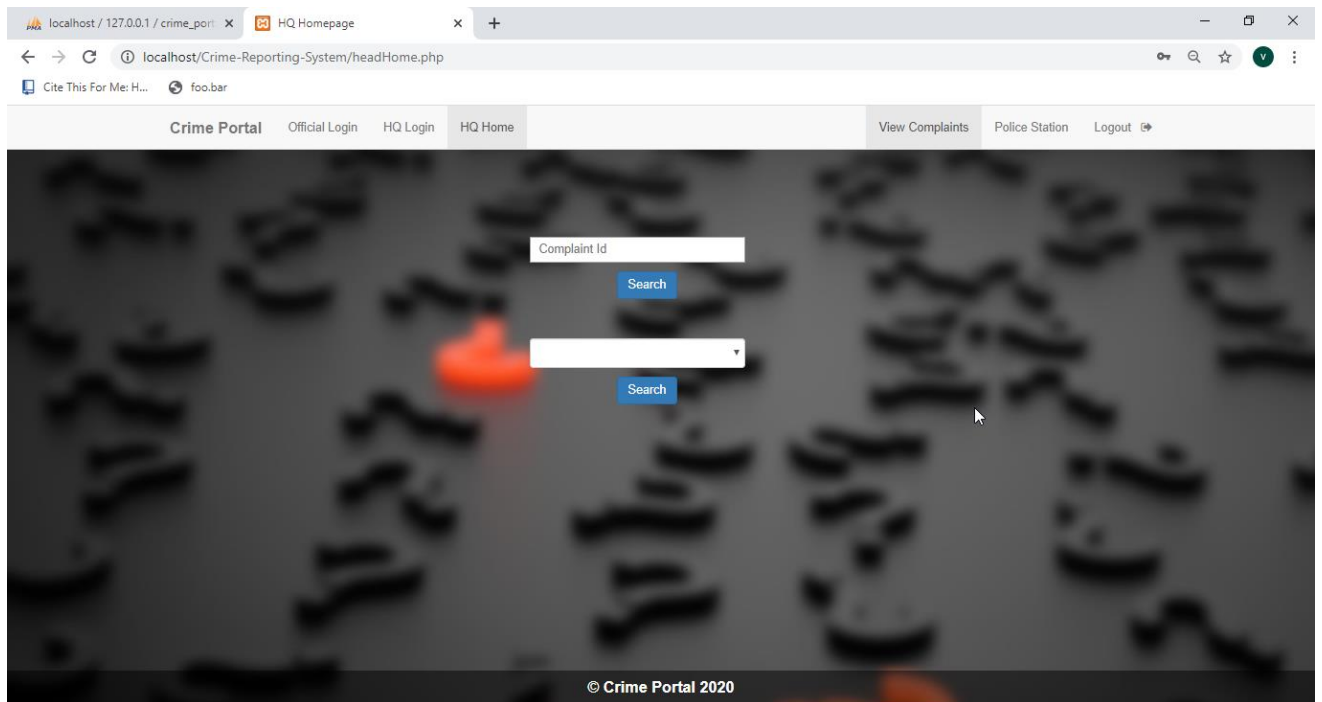 localhost / 127.0.0.1 / crime_port
HQ Homepage
localhost/Crime-Reporting-System/headHome.php
V
Cite This For Me: H...
foo.bar
Crime Portal Official Login HQ Login HQ Home View Complaints Police Station Logout
Complaint Id
Search
Search
© Crime Portal 2020